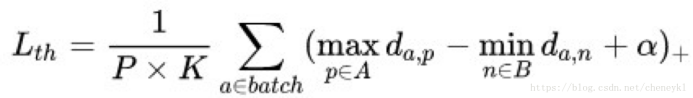 L_{th} = \frac{1}{P \times K} \sum_{a \in batch} (\max_{p \in A} d_{a,p} - \min_{n \in B} d_{a,n} + \alpha)_+
https://blog.csdn.net/chenoykl